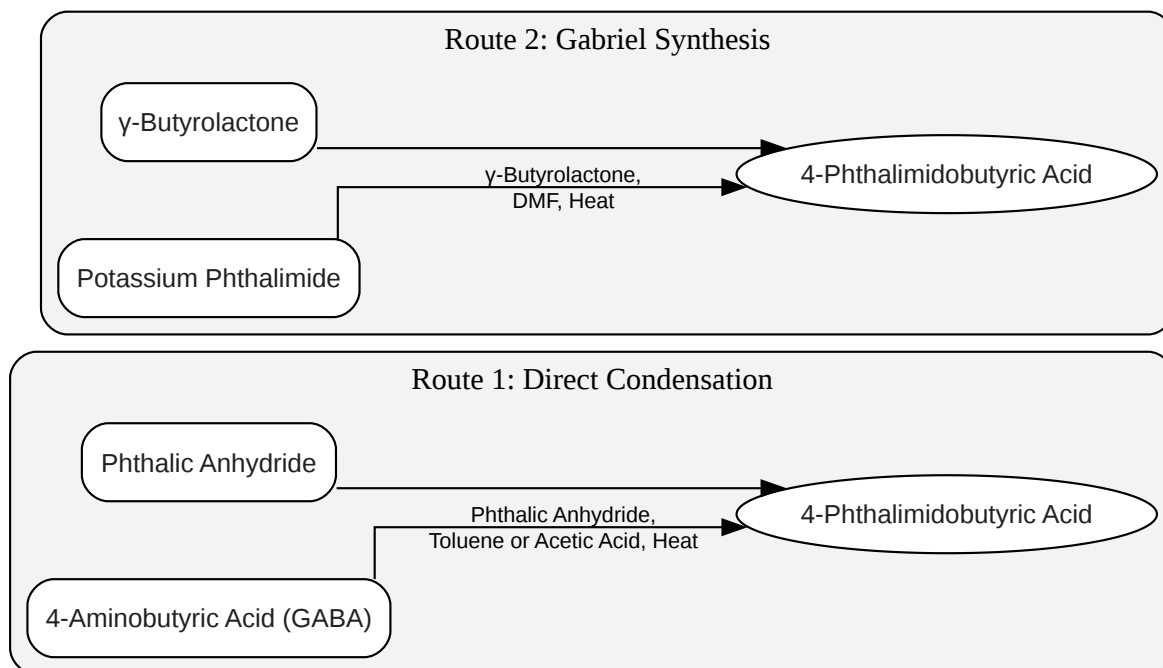 Route 2: Gabriel Synthesis
γ-Butyrolactone
4-Phthalimidobutyric Acid
γ-Butyrolactone,
DMF, Heat
Potassium Phthalimide
Route 1: Direct Condensation
Phthalic Anhydride
4-Phthalimidobutyric Acid
Phthalic Anhydride,
Toluene or Acetic Acid, Heat
4-Aminobutyric Acid (GABA)